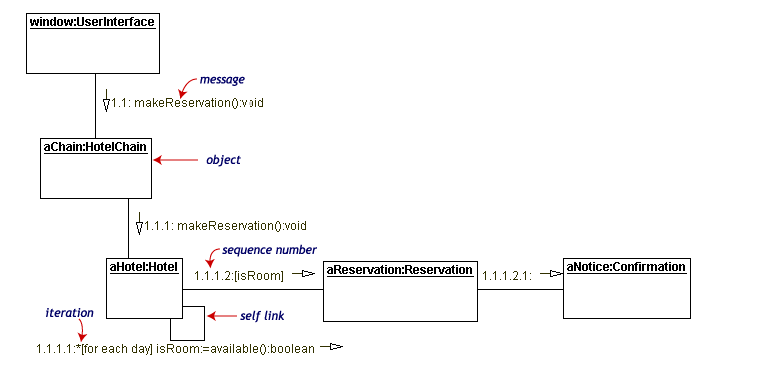 window:UserInterface
message
1.1: makeReservation():void
aChain:HotelChain
object
1.1.1: makeReservation():void
sequence number
aHotel:Hotel
1.1.1.2:[isRoom]
aReservation:Reservation
1.1.1.2.1:
aNotice:Confirmation
iteration
self link
1.1.1.1:*[for each day] isRoom:=available():boolean